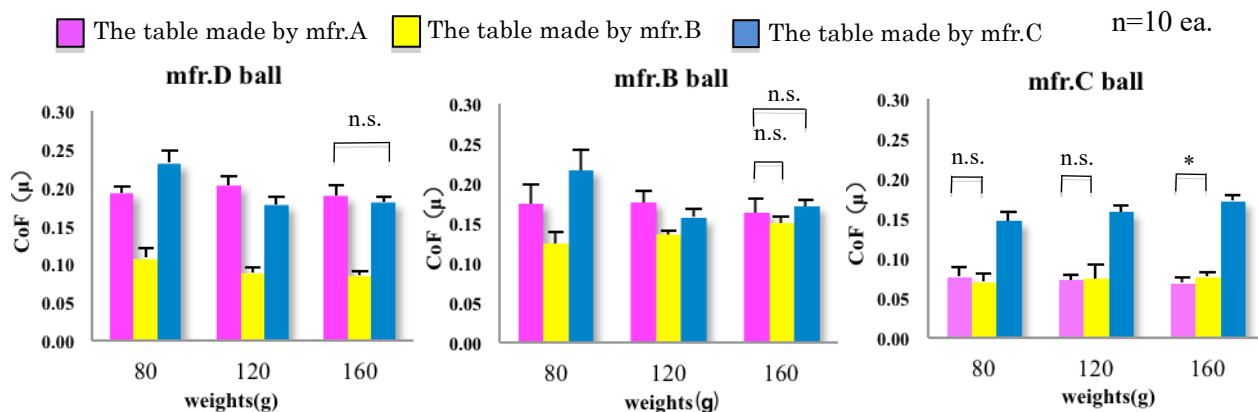 The table made by mfr.A The table made by mfr.B The table made by mfr.C n=10 ea.
mfr.D ball
CoF (μ)
0.30
0.25
0.20
0.15
0.10
0.05
0.00
n.s.
80 120 160
weights(g)
mfr.B ball
CoF (μ)
0.30
0.25
0.20
0.15
0.10
0.05
0.00
n.s.
n.s.
80 120 160
weights(g)
mfr.C ball
CoF (μ)
0.30
0.25
0.20
0.15
0.10
0.05
0.00
n.s. n.s. *
80 120 160
weights(g)